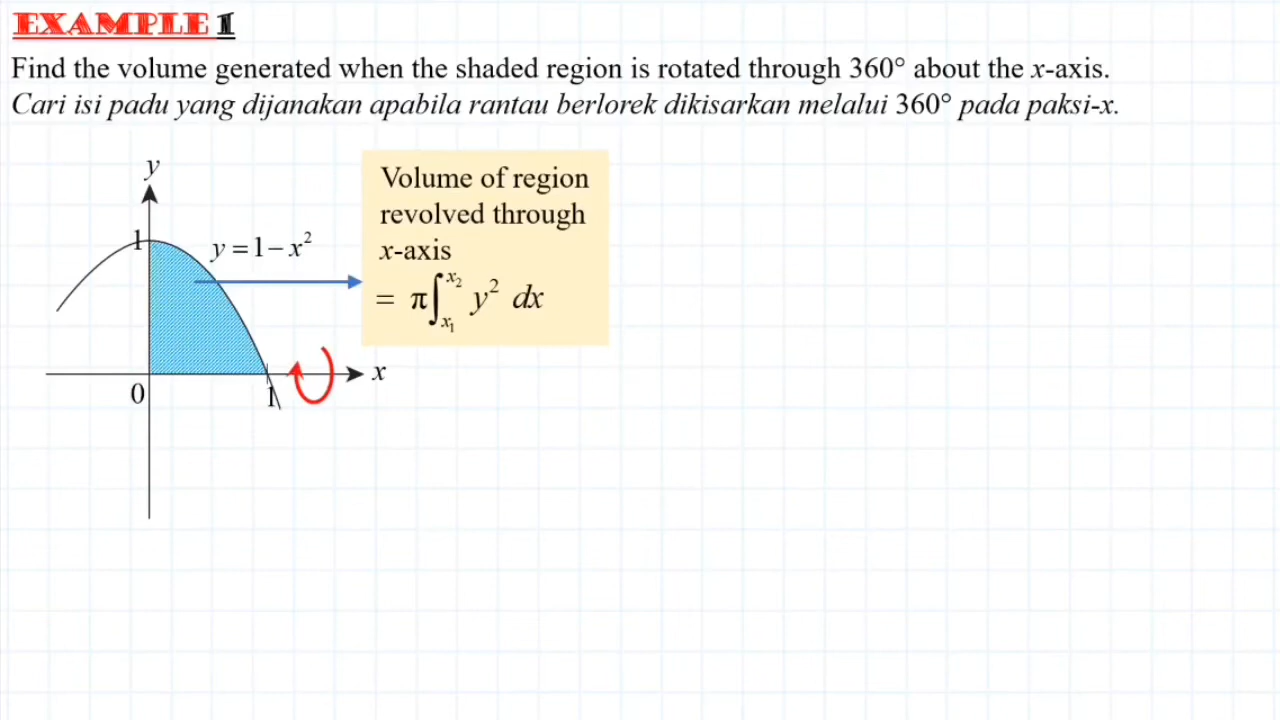 EXAMPLE 1
Find the volume generated when the shaded region is rotated through 360° about the x-axis.
Cari isi padu yang dijanakan apabila rantau berlorek dikisarkan melalui 360° pada paksi-x.
y
1
y = 1 − x²
Volume of region
revolved through
x-axis
= π∫_{x₁}^{x₂} y² dx
x
0
1